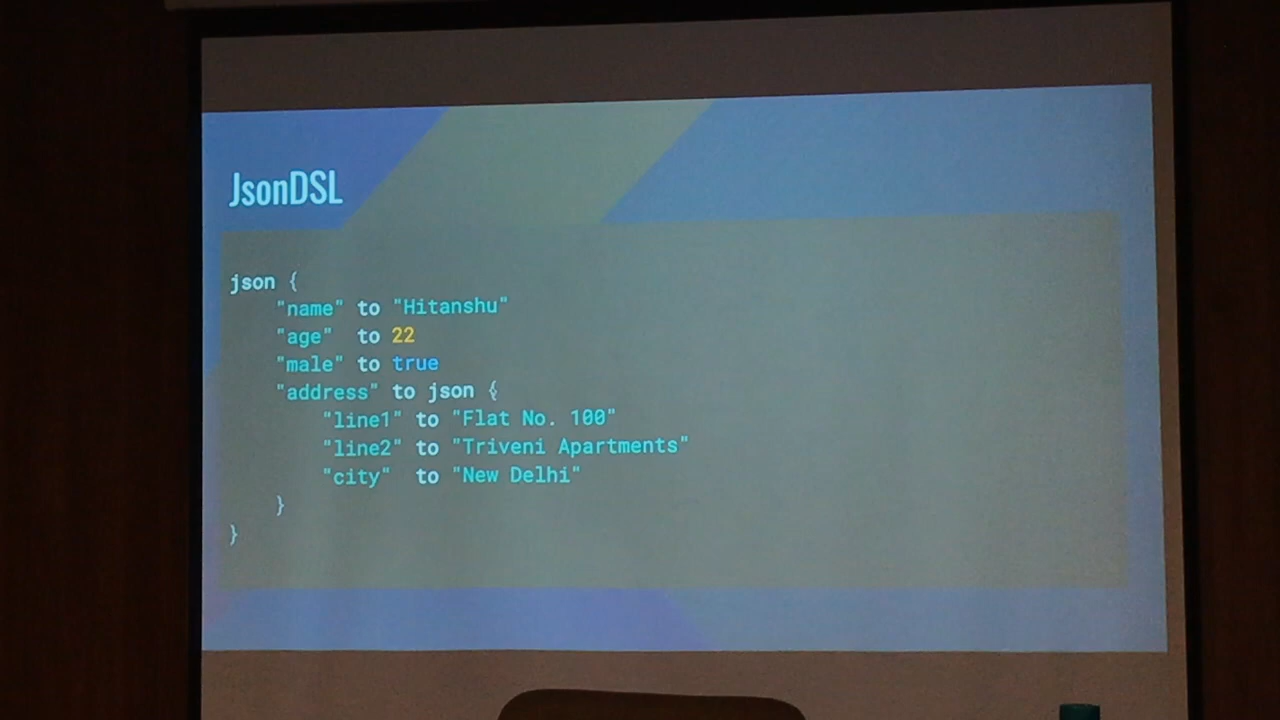 JsonDSL
json {
    "name" to "Hitanshu"
    "age"  to 22
    "male" to true
    "address" to json {
        "line1" to "Flat No. 100"
        "line2" to "Triveni Apartments"
        "city"  to "New Delhi"
    }
}